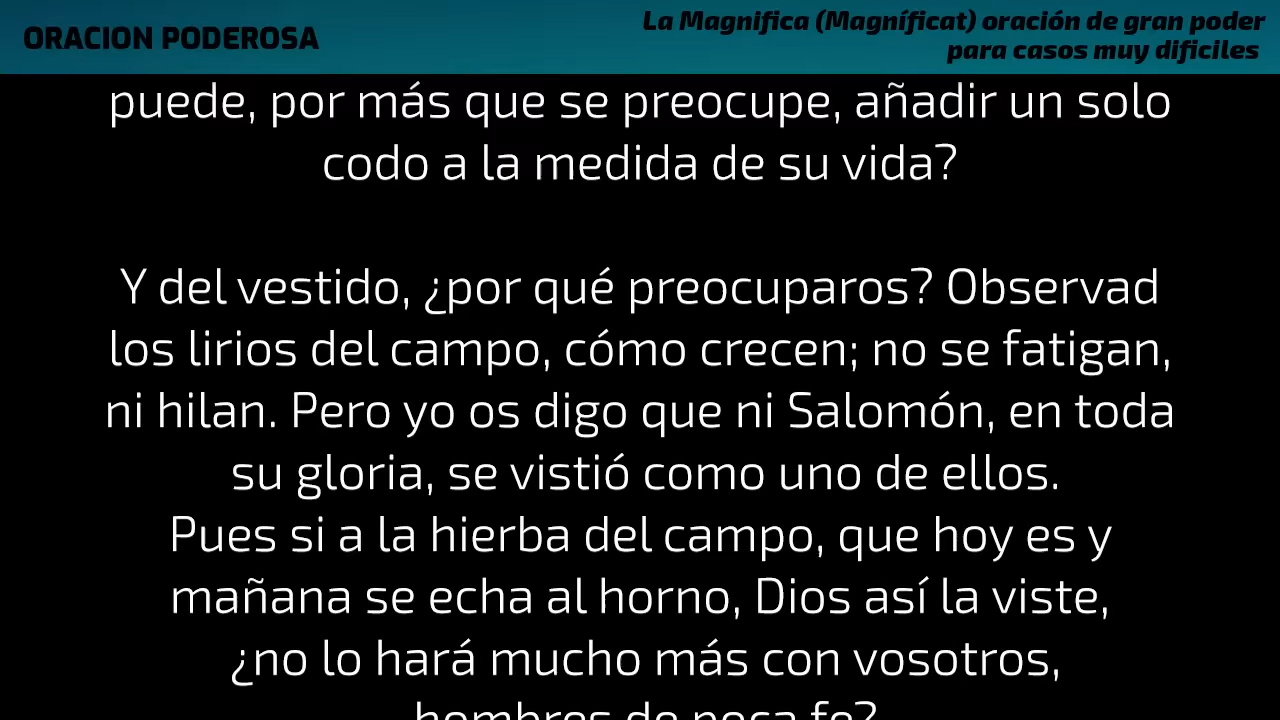 ORACION PODEROSA
La Magnifica (Magníficat) oración de gran poder
para casos muy dificiles
puede, por más que se preocupe, añadir un solo
codo a la medida de su vida?
Y del vestido, ¿por qué preocuparos? Observad
los lirios del campo, cómo crecen; no se fatigan,
ni hilan. Pero yo os digo que ni Salomón, en toda
su gloria, se vistió como uno de ellos.
Pues si a la hierba del campo, que hoy es y
mañana se echa al horno, Dios así la viste,
¿no lo hará mucho más con vosotros,
hombres de poca fe?